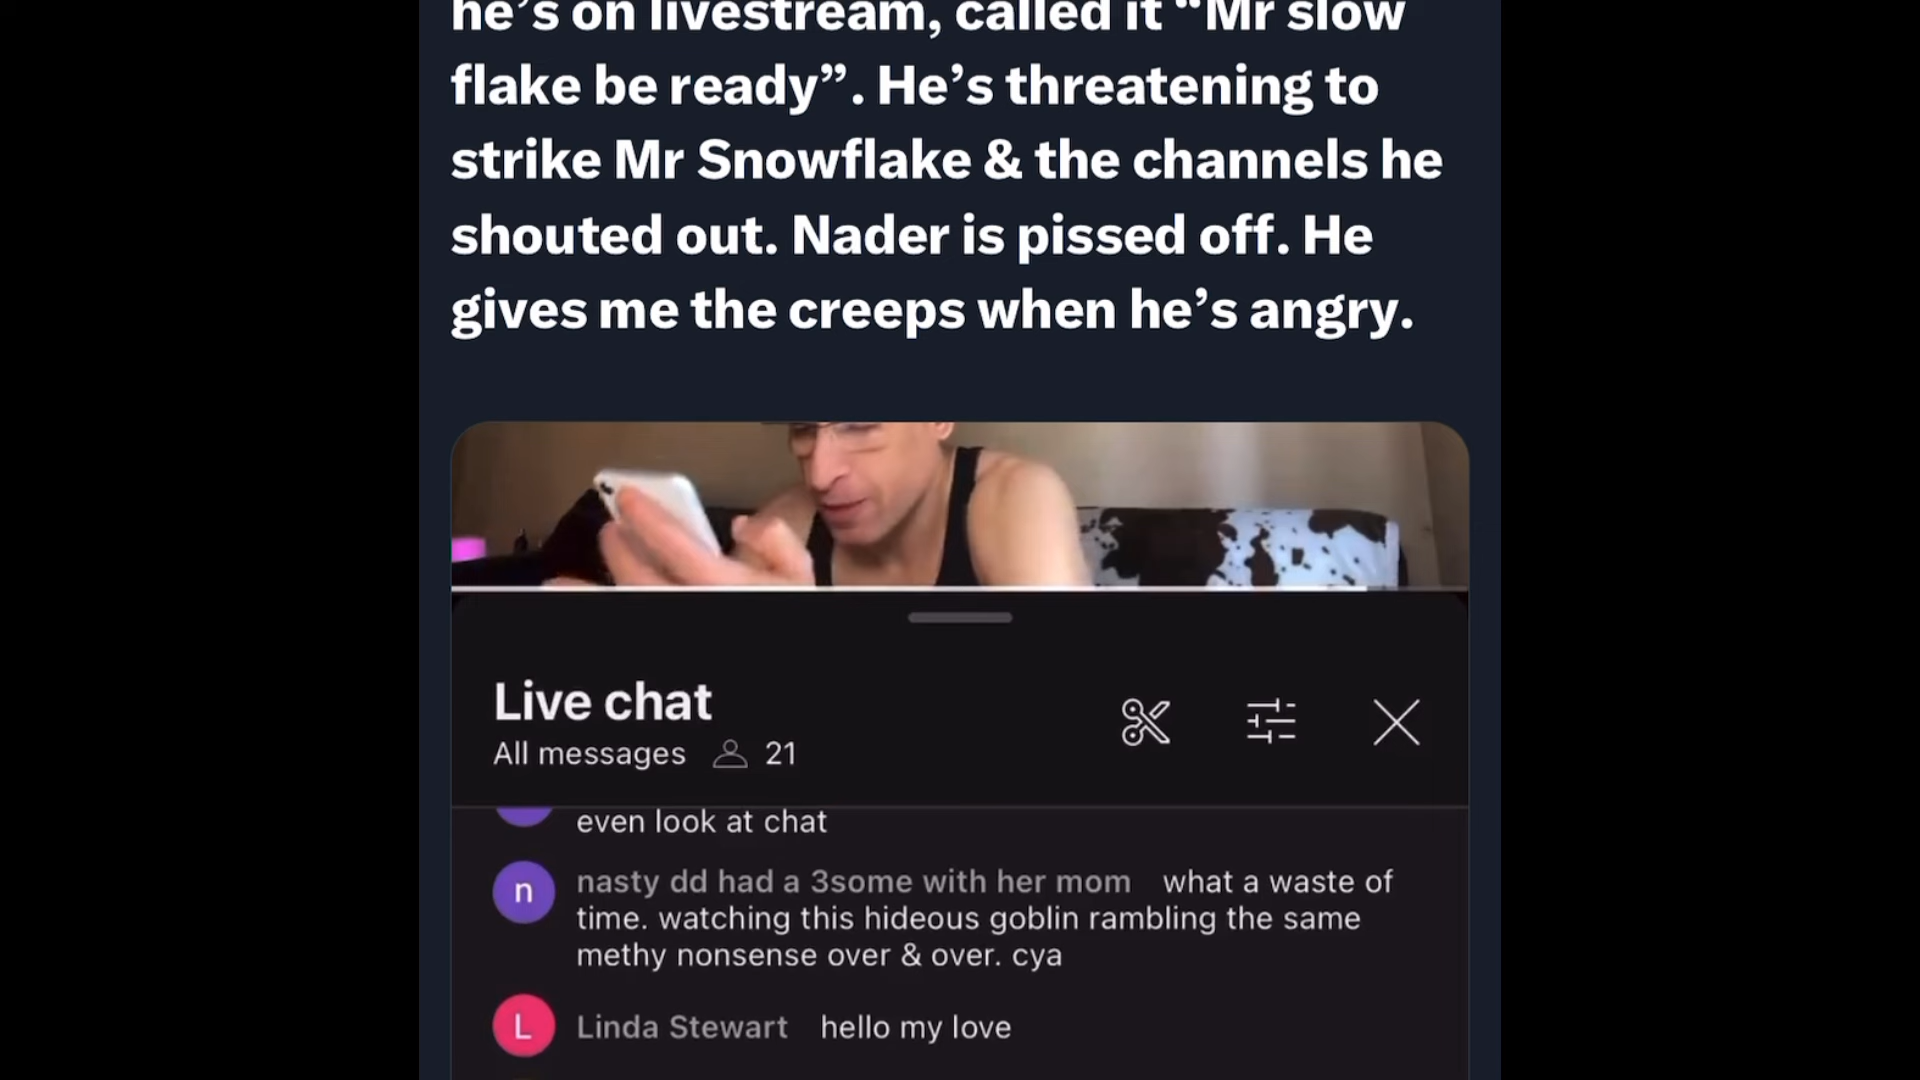 he’s on livestream, called it “Mr slow
flake be ready”. He’s threatening to
strike Mr Snowflake & the channels he
shouted out. Nader is pissed off. He
gives me the creeps when he’s angry.
Live chat
All messages 21
even look at chat
n
nasty dd had a 3some with her mom what a waste of
time. watching this hideous goblin rambling the same
methy nonsense over & over. cya
L
Linda Stewart hello my love